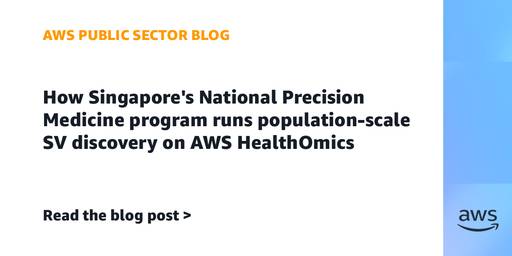 AWS PUBLIC SECTOR BLOG
How Singapore's National Precision
Medicine program runs population-scale
SV discovery on AWS HealthOmics
Read the blog post >
aws